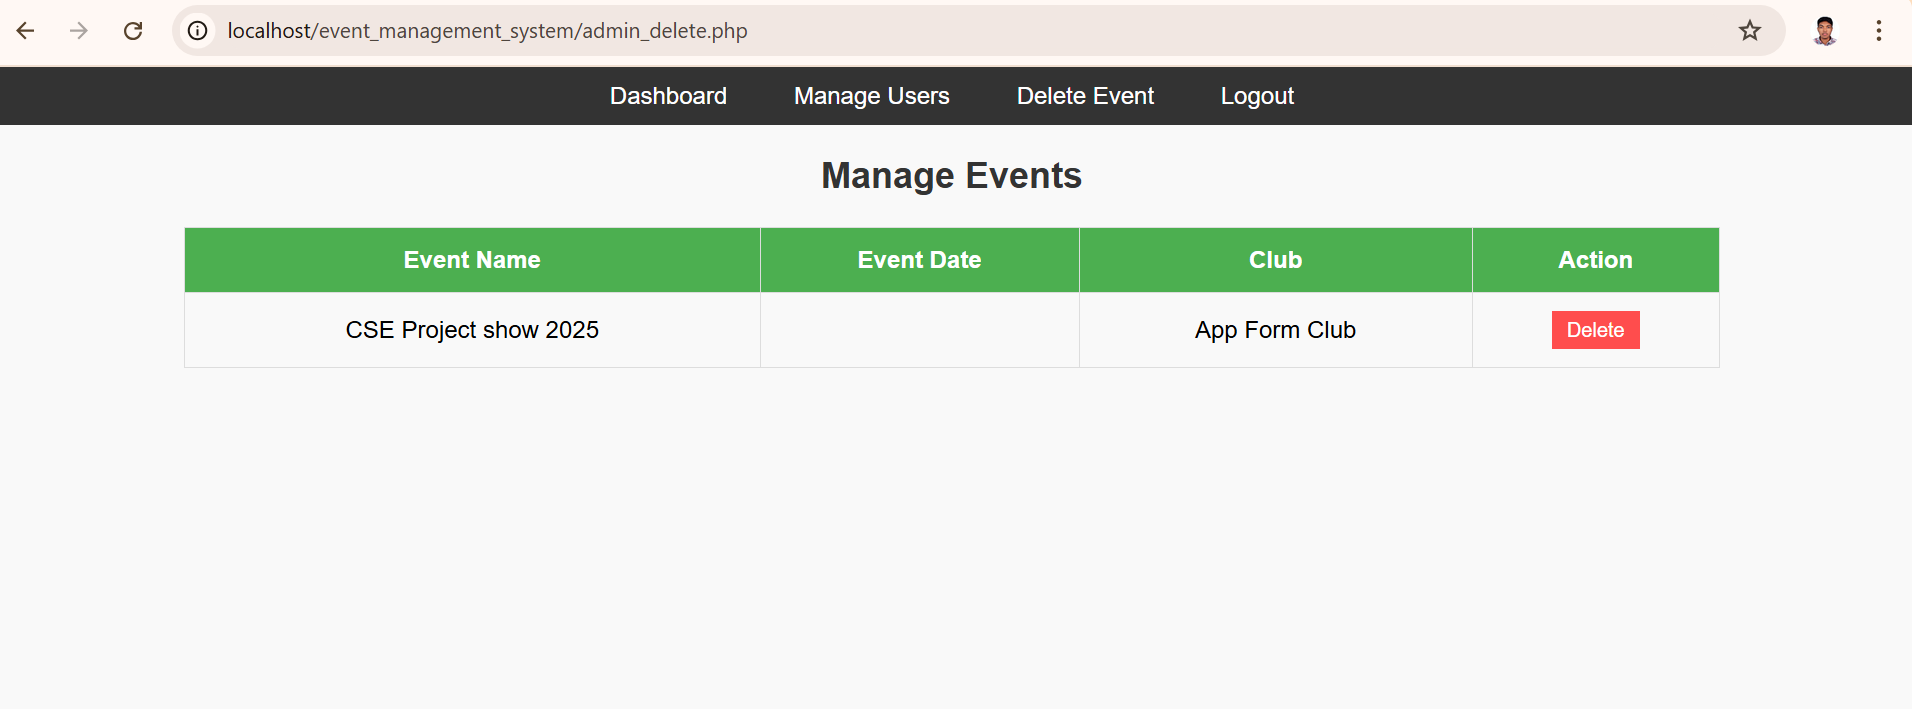 localhost/event_management_system/admin_delete.php
Dashboard Manage Users Delete Event Logout
Manage Events
Event Name Event Date Club Action
CSE Project show 2025 App Form Club Delete